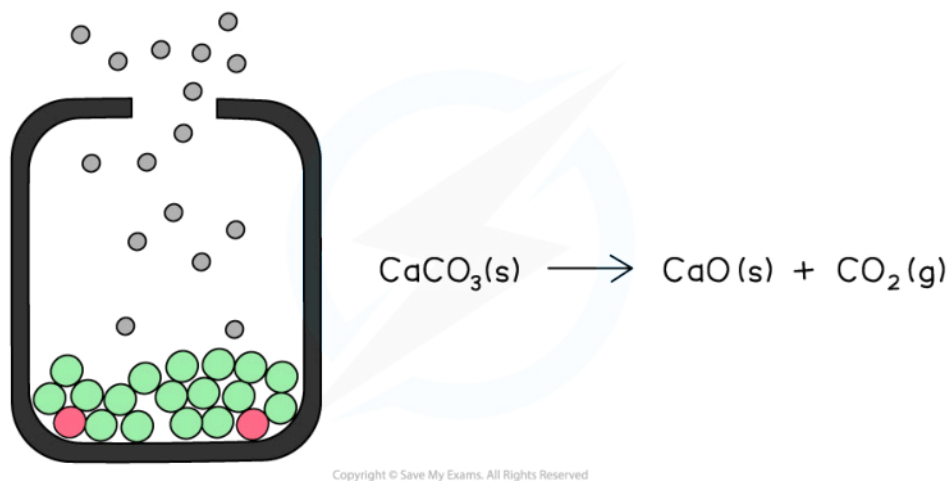 CaCO₃(s) ⟶ CaO(s) + CO₂(g)
Copyright © Save My Exams. All Rights Reserved